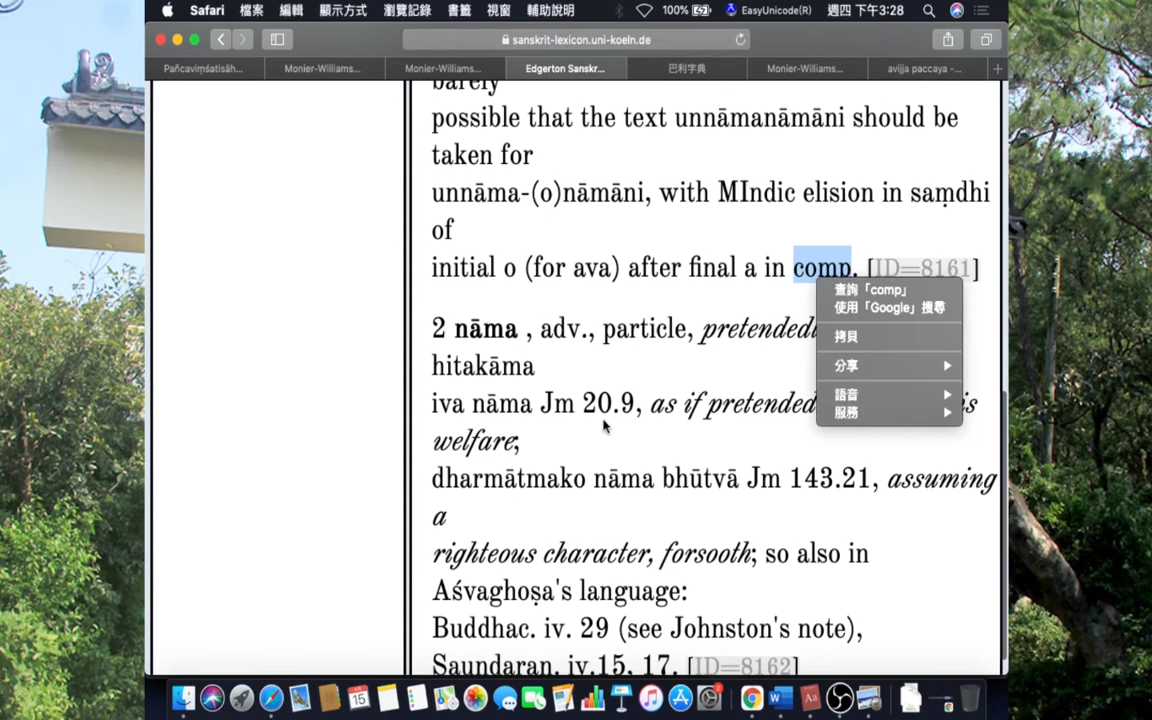 Safari 檔案 編輯 顯示方式 瀏覽記錄 書籤 視窗 輔助說明 100% EasyUnicode(R) 週四 下午3:28
sanskrit-lexicon.uni-koeln.de
Pañcaviṃśatisāh... Monier-Williams... Monier-Williams... Edgerton Sanskr... 巴利字典 Monier-Williams... avijja paccaya -...
barely
possible that the text unnāmanāmāni should be
taken for
unnāma-(o)nāmāni, with MIndic elision in saṃdhi
of
initial o (for ava) after final a in comp. [ID=8161]
查詢「comp」
使用「Google」搜尋
拷貝
分享
語音
服務
2 nāma , adv., particle, pretendedl
hitakāma
iva nāma Jm 20.9, as if pretended is
welfare;
dharmātmako nāma bhūtvā Jm 143.21, assuming
a
righteous character, forsooth; so also in
Aśvaghoṣa's language:
Buddhac. iv. 29 (see Johnston's note),
Saundaran. iv.15, 17. [ID=8162]
15